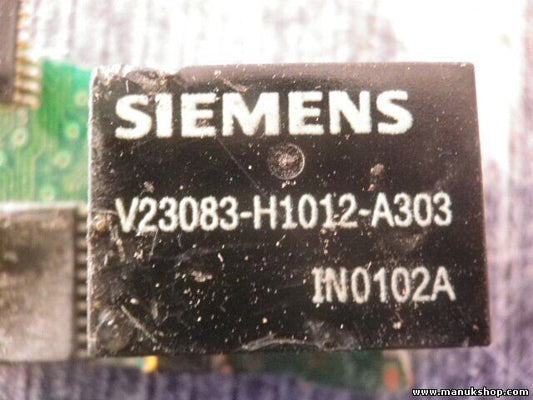 SIEMENS
V23083-H1012-A303
IN0102A
www.manukshop.com